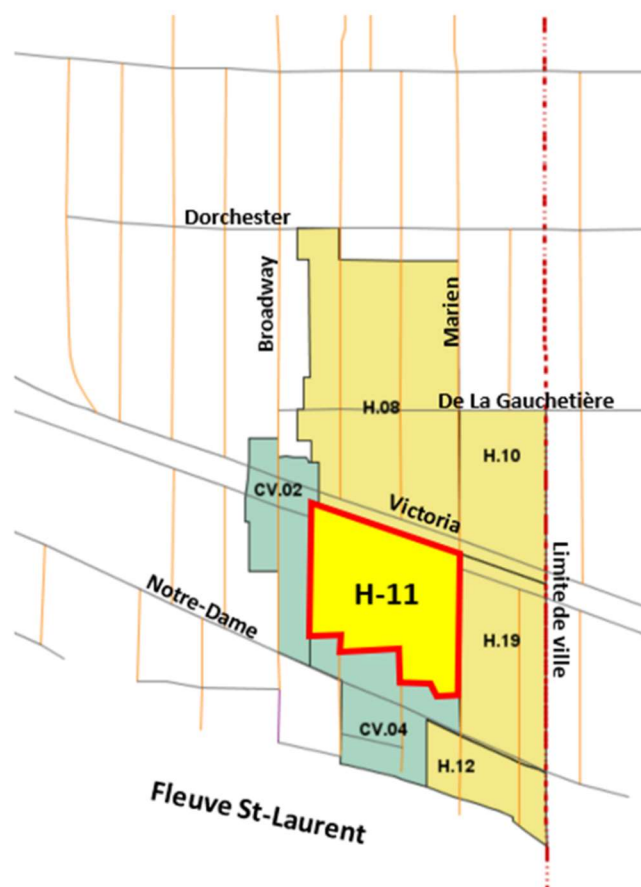 Dorchester
Broadway
Marien
De La Gauchetière
H.08
H.10
CV.02
Victoria
H-11
Notre-Dame
Limite de ville
H.19
CV.04
H.12
Fleuve St-Laurent